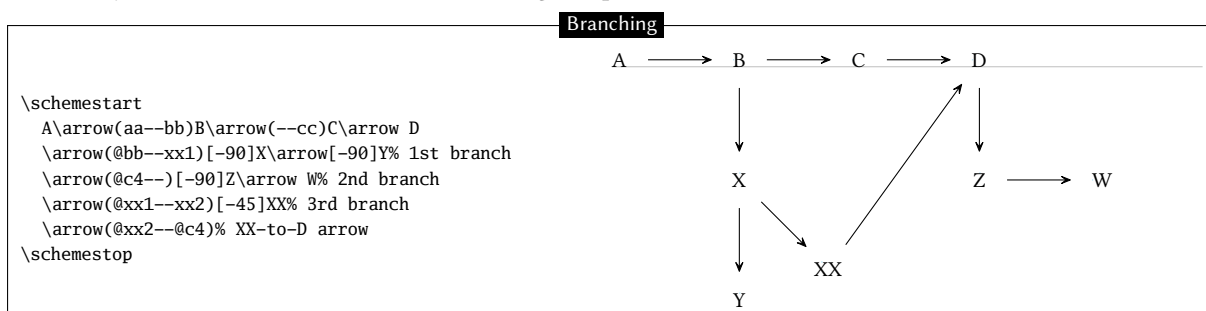 Branching
\schemestart
A\arrow(aa--bb)B\arrow(--cc)C\arrow D
\arrow(@bb--xx1)[-90]X\arrow[-90]Y% 1st branch
\arrow(@c4--)[-90]Z\arrow W% 2nd branch
\arrow(@xx1--xx2)[-45]XX% 3rd branch
\arrow(@xx2--@c4)% XX-to-D arrow
\schemestop
A B C D
X Z W
XX
Y